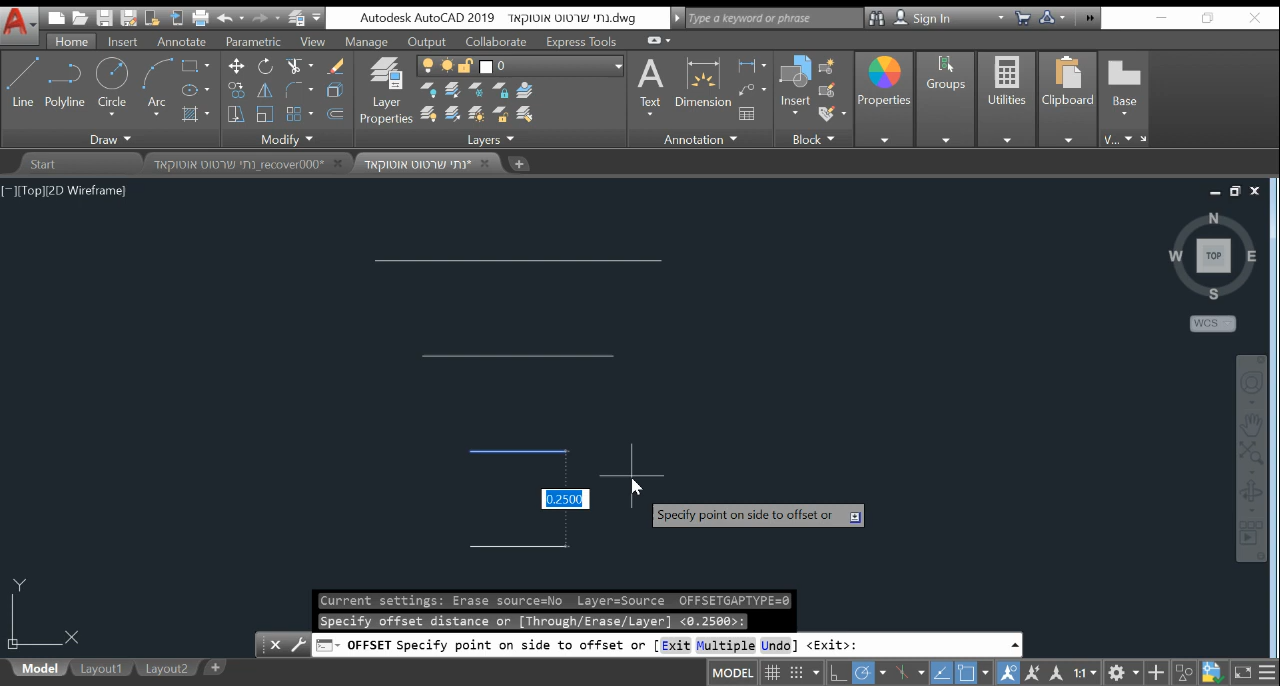 Autodesk AutoCAD 2019 נתי שרטוט אוטוקאד.dwg
Type a keyword or phrase
Sign In
Home Insert Annotate Parametric View Manage Output Collaborate Express Tools
Line Polyline Circle Arc
Draw
Modify
Layer
Properties
0
Layers
Text Dimension
Annotation
Insert
Block
Properties
Groups
Utilities
Clipboard
Base
V...
Start
נתי שרטוט אוטוקאד_recover000*
נתי שרטוט אוטוקאד*
[−][Top][2D Wireframe]
N
W TOP E
S
WCS
0.2500
Specify point on side to offset or
Y
X
Current settings: Erase source=No Layer=Source OFFSETGAPTYPE=0
Specify offset distance or [Through/Erase/Layer] <0.2500>:
OFFSET Specify point on side to offset or [Exit Multiple Undo] <Exit>:
Model Layout1 Layout2
MODEL
1:1